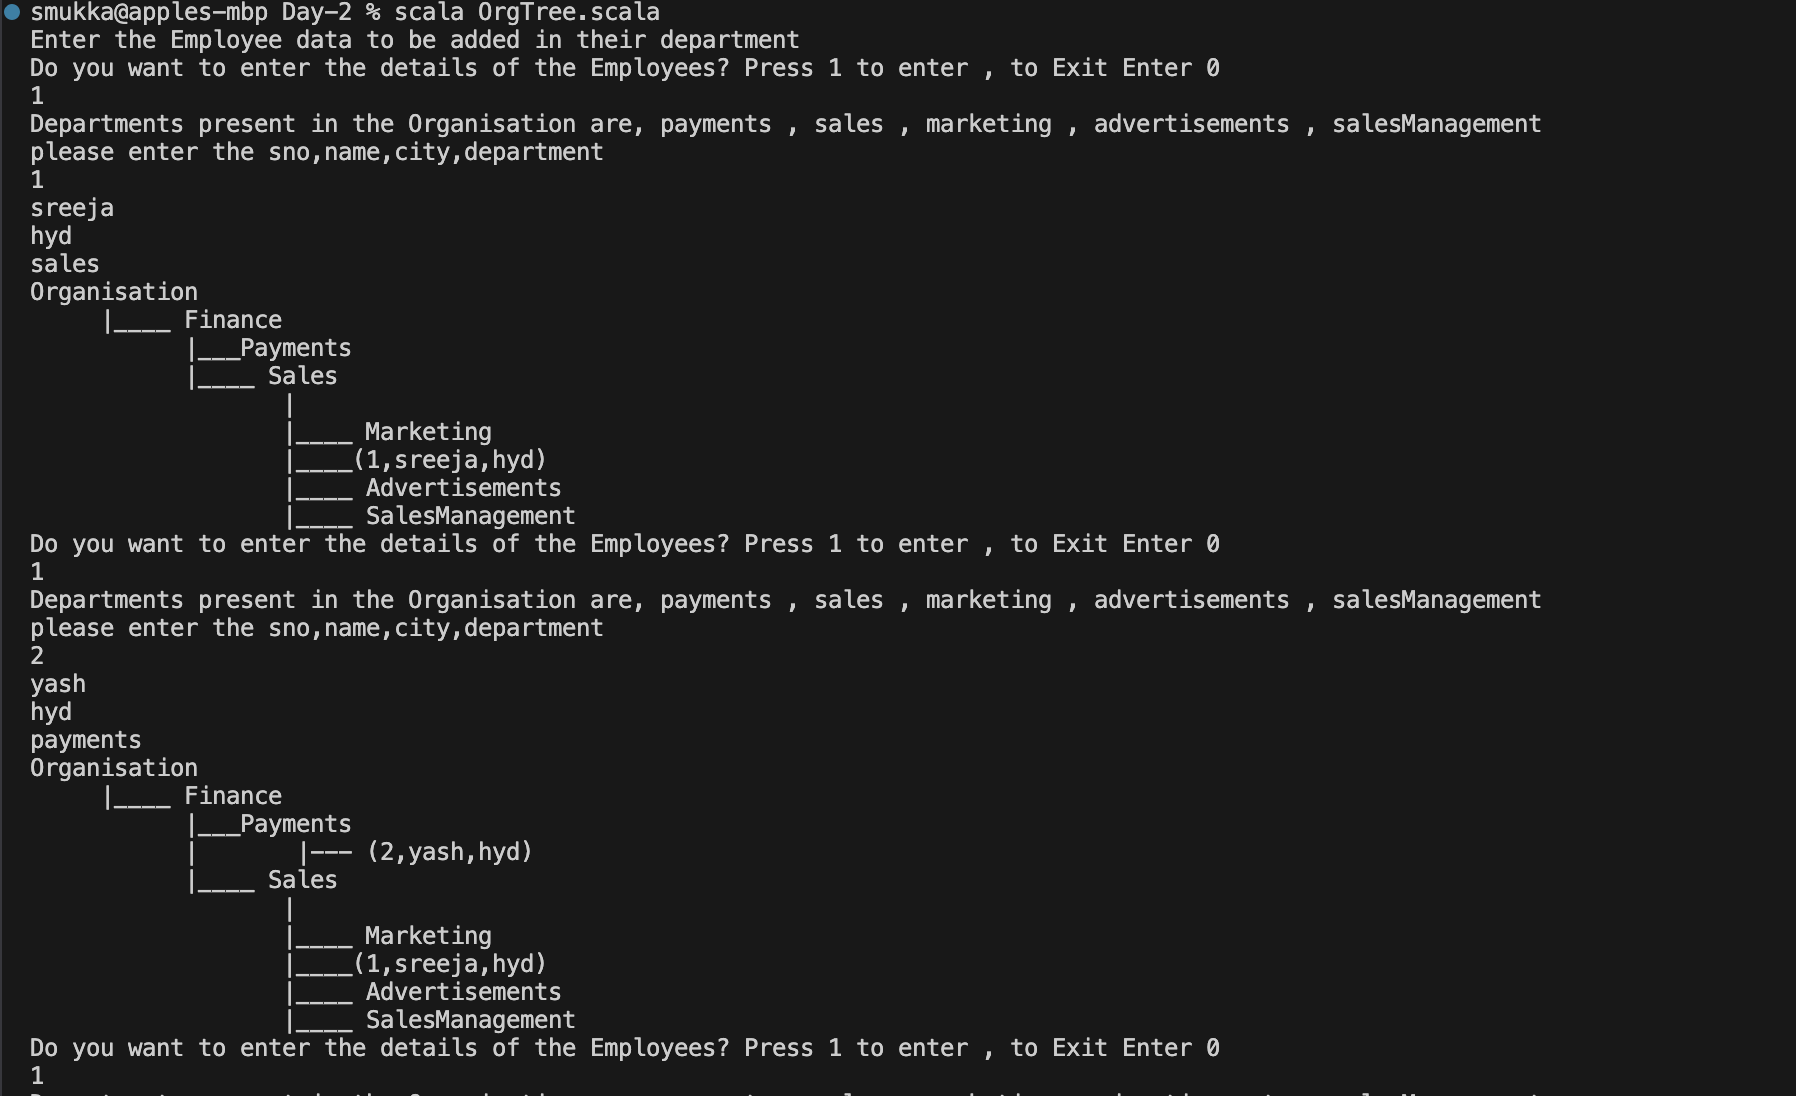 smukka@apples-mbp Day-2 % scala OrgTree.scala
Enter the Employee data to be added in their department
Do you want to enter the details of the Employees? Press 1 to enter , to Exit Enter 0
1
Departments present in the Organisation are, payments , sales , marketing , advertisements , salesManagement
please enter the sno,name,city,department
1
sreeja
hyd
sales
Organisation
|____ Finance
|___Payments
|____ Sales
|
|____ Marketing
|____(1,sreeja,hyd)
|____ Advertisements
|____ SalesManagement
Do you want to enter the details of the Employees? Press 1 to enter , to Exit Enter 0
1
Departments present in the Organisation are, payments , sales , marketing , advertisements , salesManagement
please enter the sno,name,city,department
2
yash
hyd
payments
Organisation
|____ Finance
|___Payments
|       |--- (2,yash,hyd)
|____ Sales
|
|____ Marketing
|____(1,sreeja,hyd)
|____ Advertisements
|____ SalesManagement
Do you want to enter the details of the Employees? Press 1 to enter , to Exit Enter 0
1